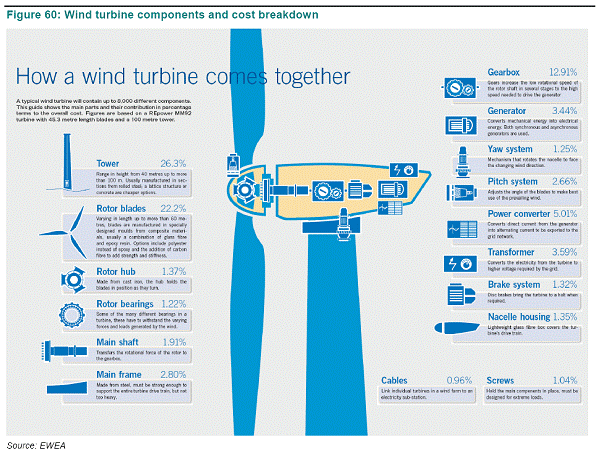 Figure 60: Wind turbine components and cost breakdown
How a wind turbine comes together
A typical wind turbine will contain up to 8,000 different components.
This guide shows the main parts and their contribution in percentage
terms to the overall cost. Figures are based on a REpower MM92
turbine with 45.3 metre length blades and a 100 metre tower.
Tower 26.3%
Range in height from 40 metres up to more
than 100 m. Usually manufactured in sec-
tions from rolled steel; a lattice structure or
concrete are cheaper options.
Rotor blades 22.2%
Varying in length up to more than 60 me-
tres, blades are manufactured in specially
designed moulds from composite materi-
als, usually a combination of glass fibre
and epoxy resin. Options include polyester
instead of epoxy and the addition of carbon
fibre to add strength and stiffness.
Rotor hub 1.37%
Made from cast iron, the hub holds the
blades in position as they turn.
Rotor bearings 1.22%
Some of the many different bearings in a
turbine, these have to withstand the varying
forces and loads generated by the wind.
Main shaft 1.91%
Transfers the rotational force of the rotor to
the gearbox.
Main frame 2.80%
Made from steel, must be strong enough to
support the entire turbine drive train, but not
too heavy.
Gearbox 12.91%
Gears increase the low rotational speed of
the rotor shaft in several stages to the high
speed needed to drive the generator.
Generator 3.44%
Converts mechanical energy into electrical
energy. Both synchronous and asynchronous
generators are used.
Yaw system 1.25%
Mechanism that rotates the nacelle to face
the changing wind direction.
Pitch system 2.66%
Adjusts the angle of the blades to make best
use of the prevailing wind.
Power converter 5.01%
Converts direct current from the generator
into alternating current to be exported to the
grid network.
Transformer 3.59%
Converts the electricity from the turbine to
higher voltage required by the grid.
Brake system 1.32%
Disc brakes bring the turbine to a halt when
required.
Nacelle housing 1.35%
Lightweight glass fibre box covers the tur-
bine's drive train.
Cables 0.96%
Link individual turbines in a wind farm to an
electricity sub-station.
Screws 1.04%
Hold the main components in place, must be
designed for extreme loads.
Source: EWEA